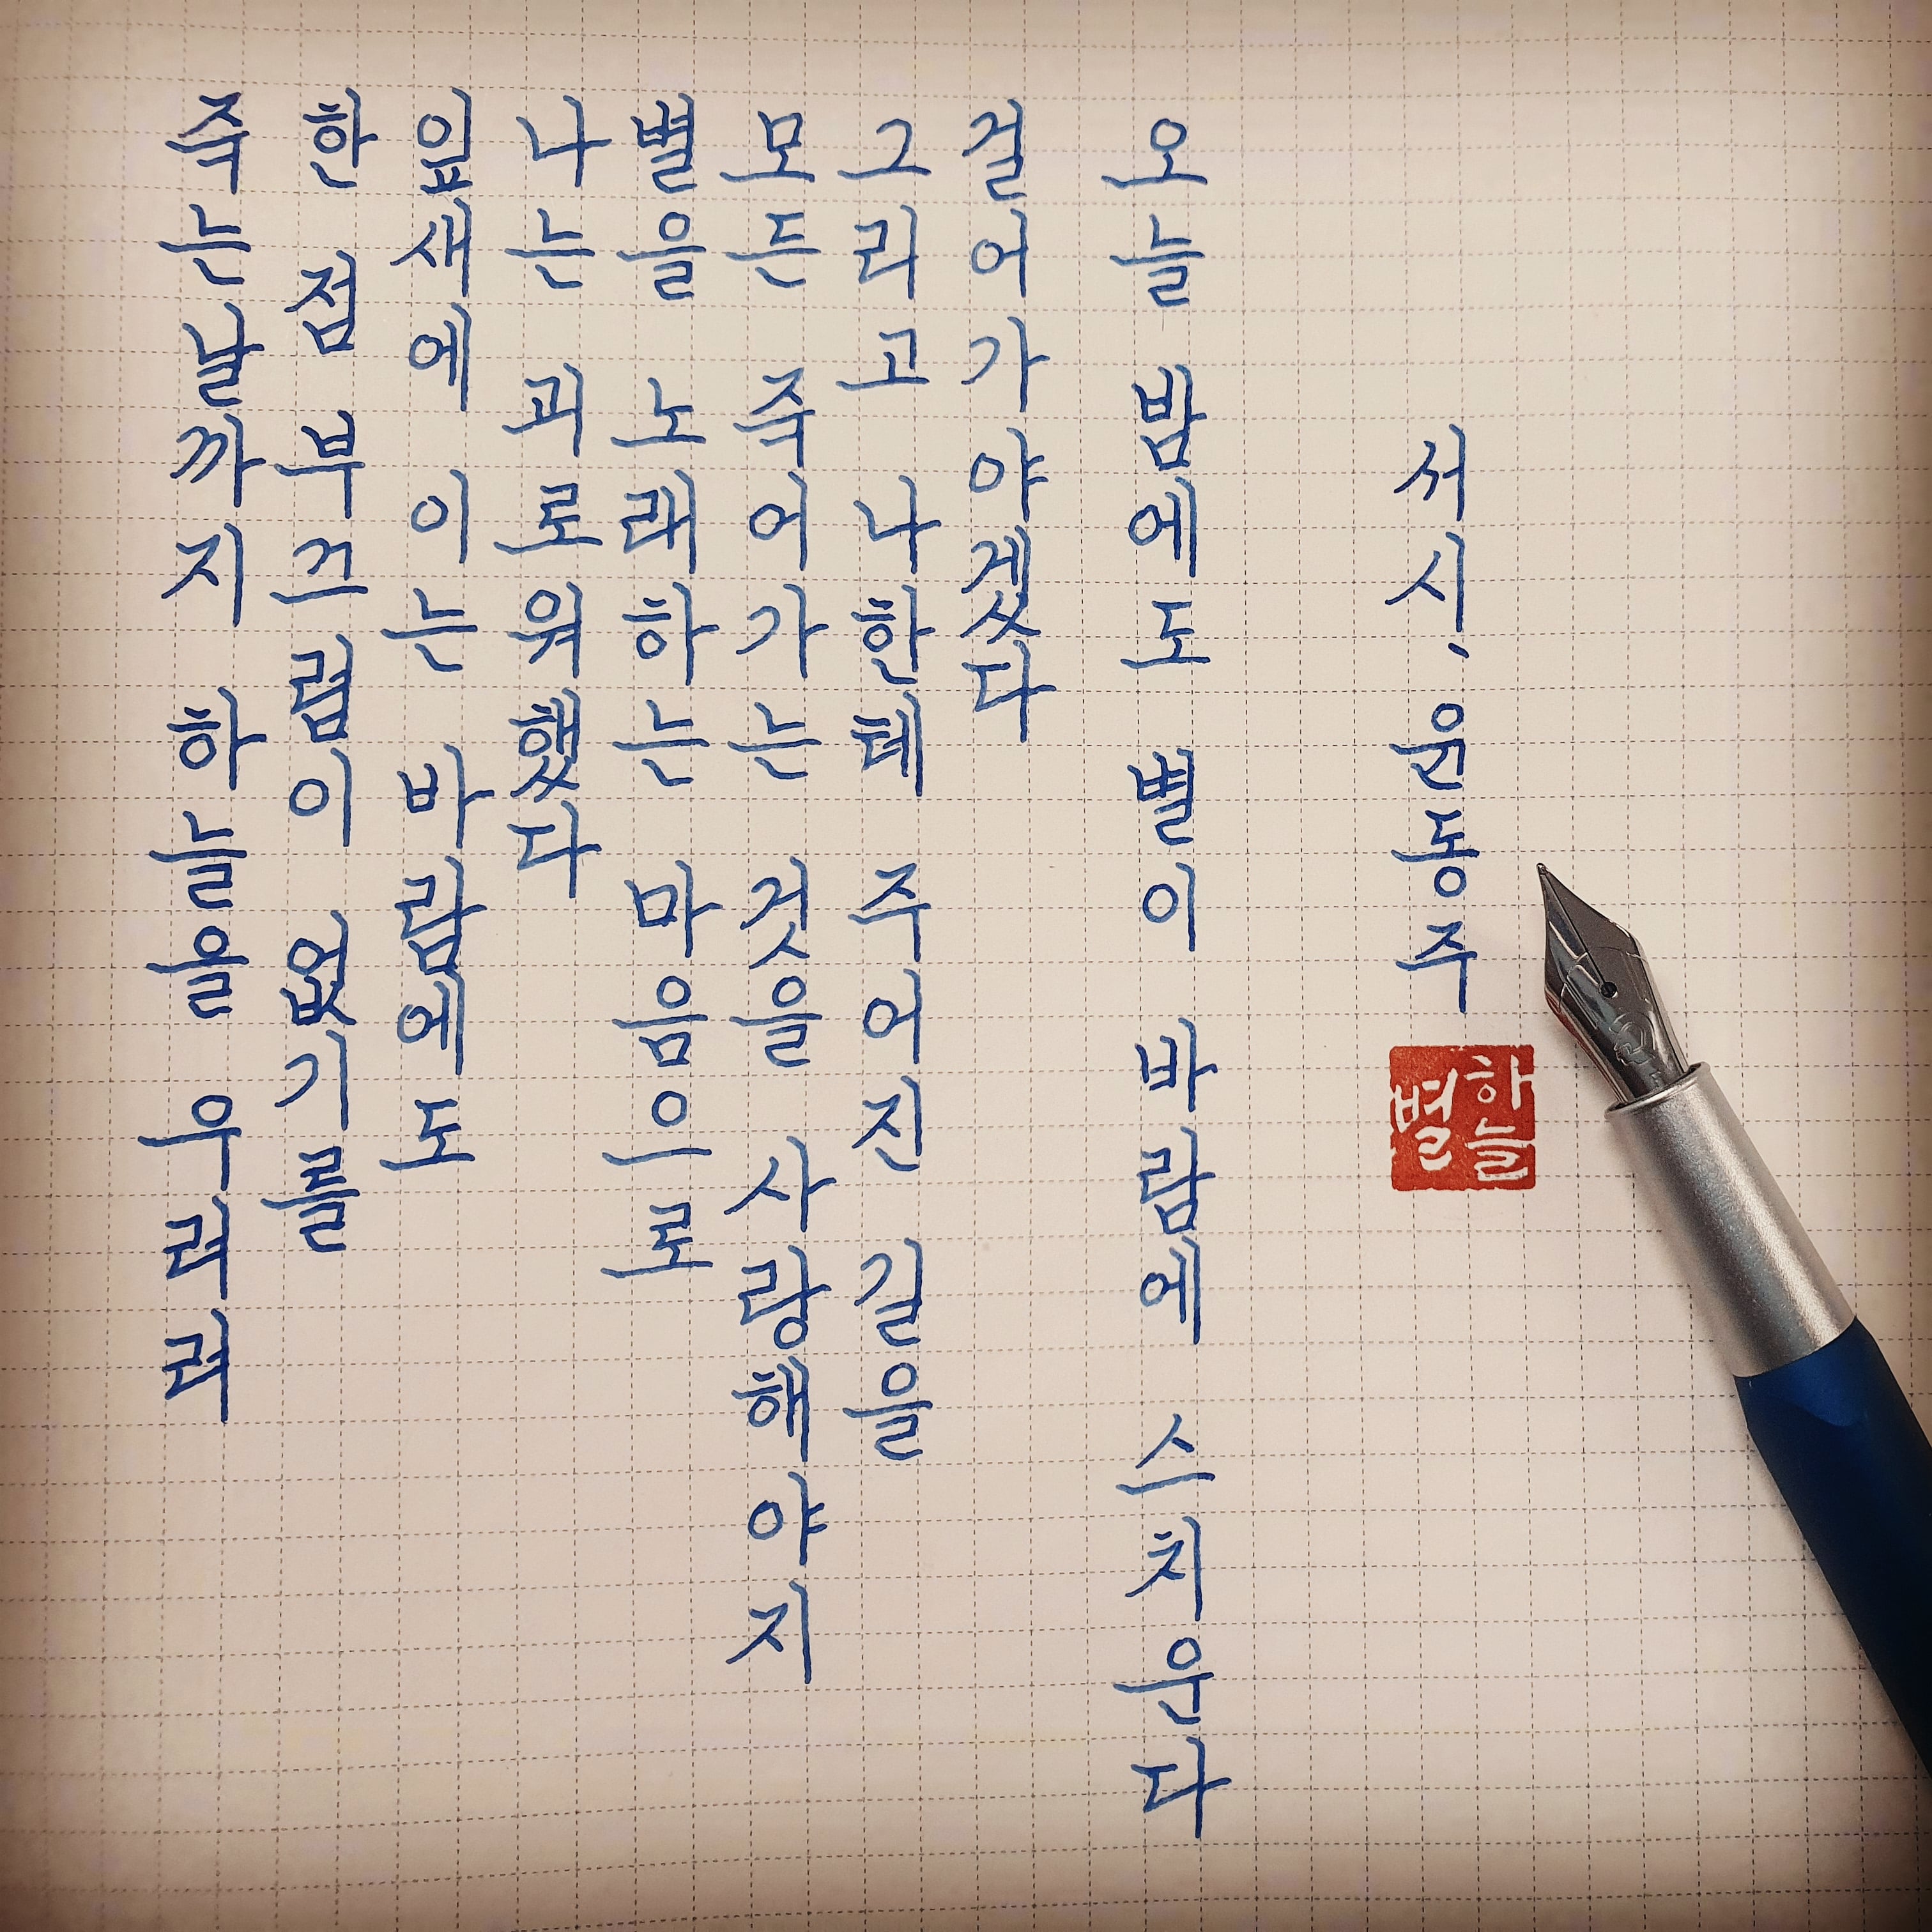 죽는날까지 하늘을 우러러
한 점 부끄럼이 없기를
잎새에 이는 바람에도
나는 괴로워했다
별을 노래하는 마음으로
모든 죽어가는 것을 사랑해야지
그리고 나한테 주어진 길을
걸어가야겠다
오늘 밤에도 별이 바람에 스치운다
서시, 윤동주
하늘
별